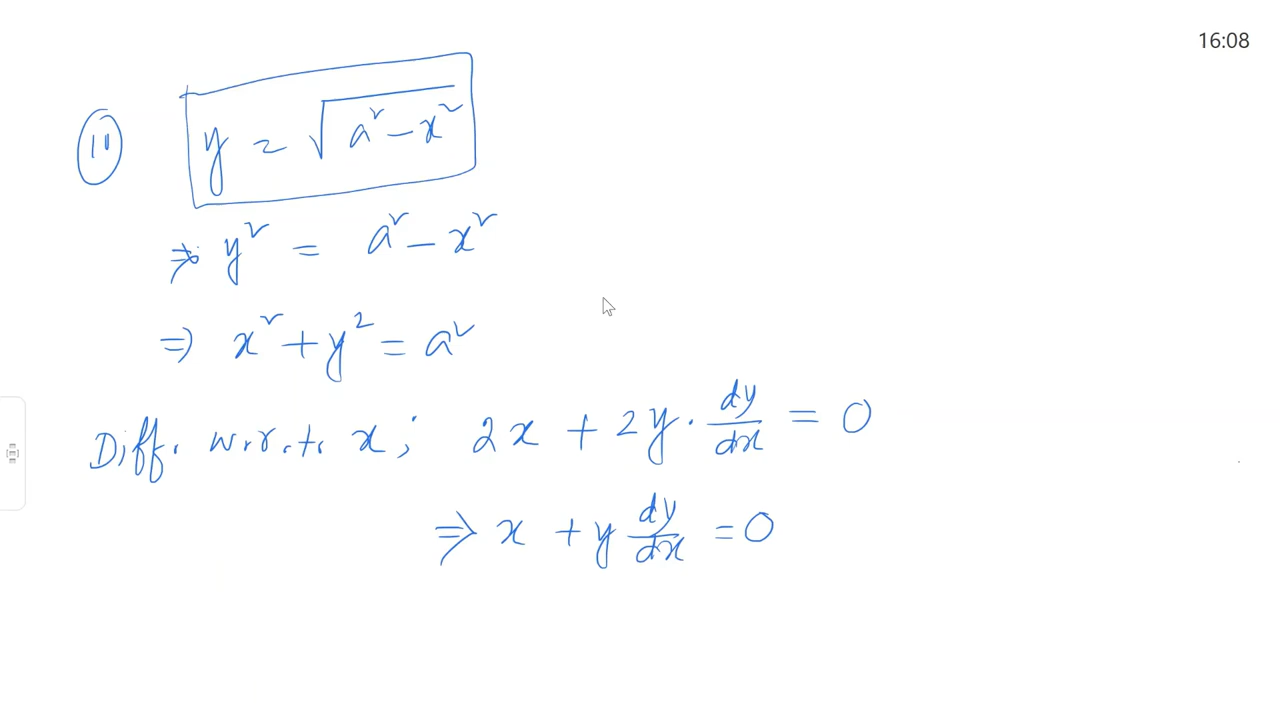 16:08
(11) y = √(a² - x²)
⇒ y² = a² - x²
⇒ x² + y² = a²
Diff. w.r.t. x; 2x + 2y · dy/dx = 0
⇒ x + y dy/dx = 0